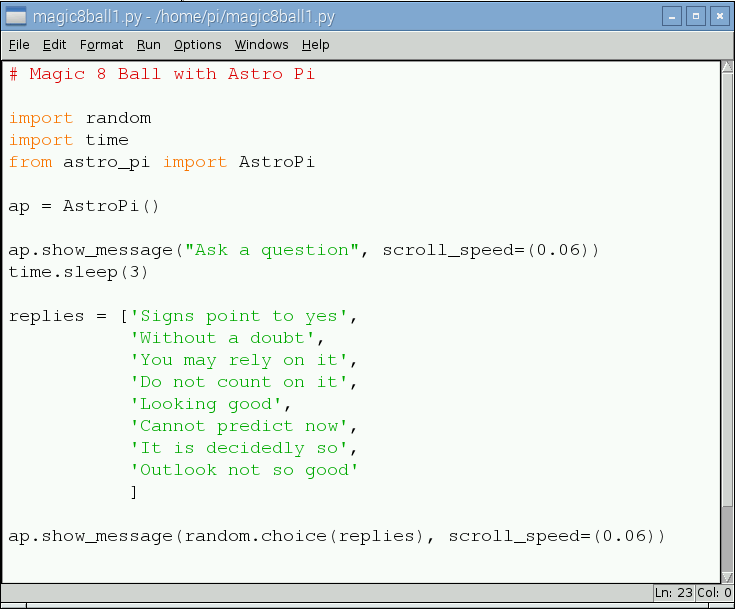 magic8ball1.py - /home/pi/magic8ball1.py
File Edit Format Run Options Windows Help
# Magic 8 Ball with Astro Pi
import random
import time
from astro_pi import AstroPi
ap = AstroPi()
ap.show_message("Ask a question", scroll_speed=(0.06))
time.sleep(3)
replies = ['Signs point to yes',
'Without a doubt',
'You may rely on it',
'Do not count on it',
'Looking good',
'Cannot predict now',
'It is decidedly so',
'Outlook not so good'
]
ap.show_message(random.choice(replies), scroll_speed=(0.06))
Ln: 23 Col: 0